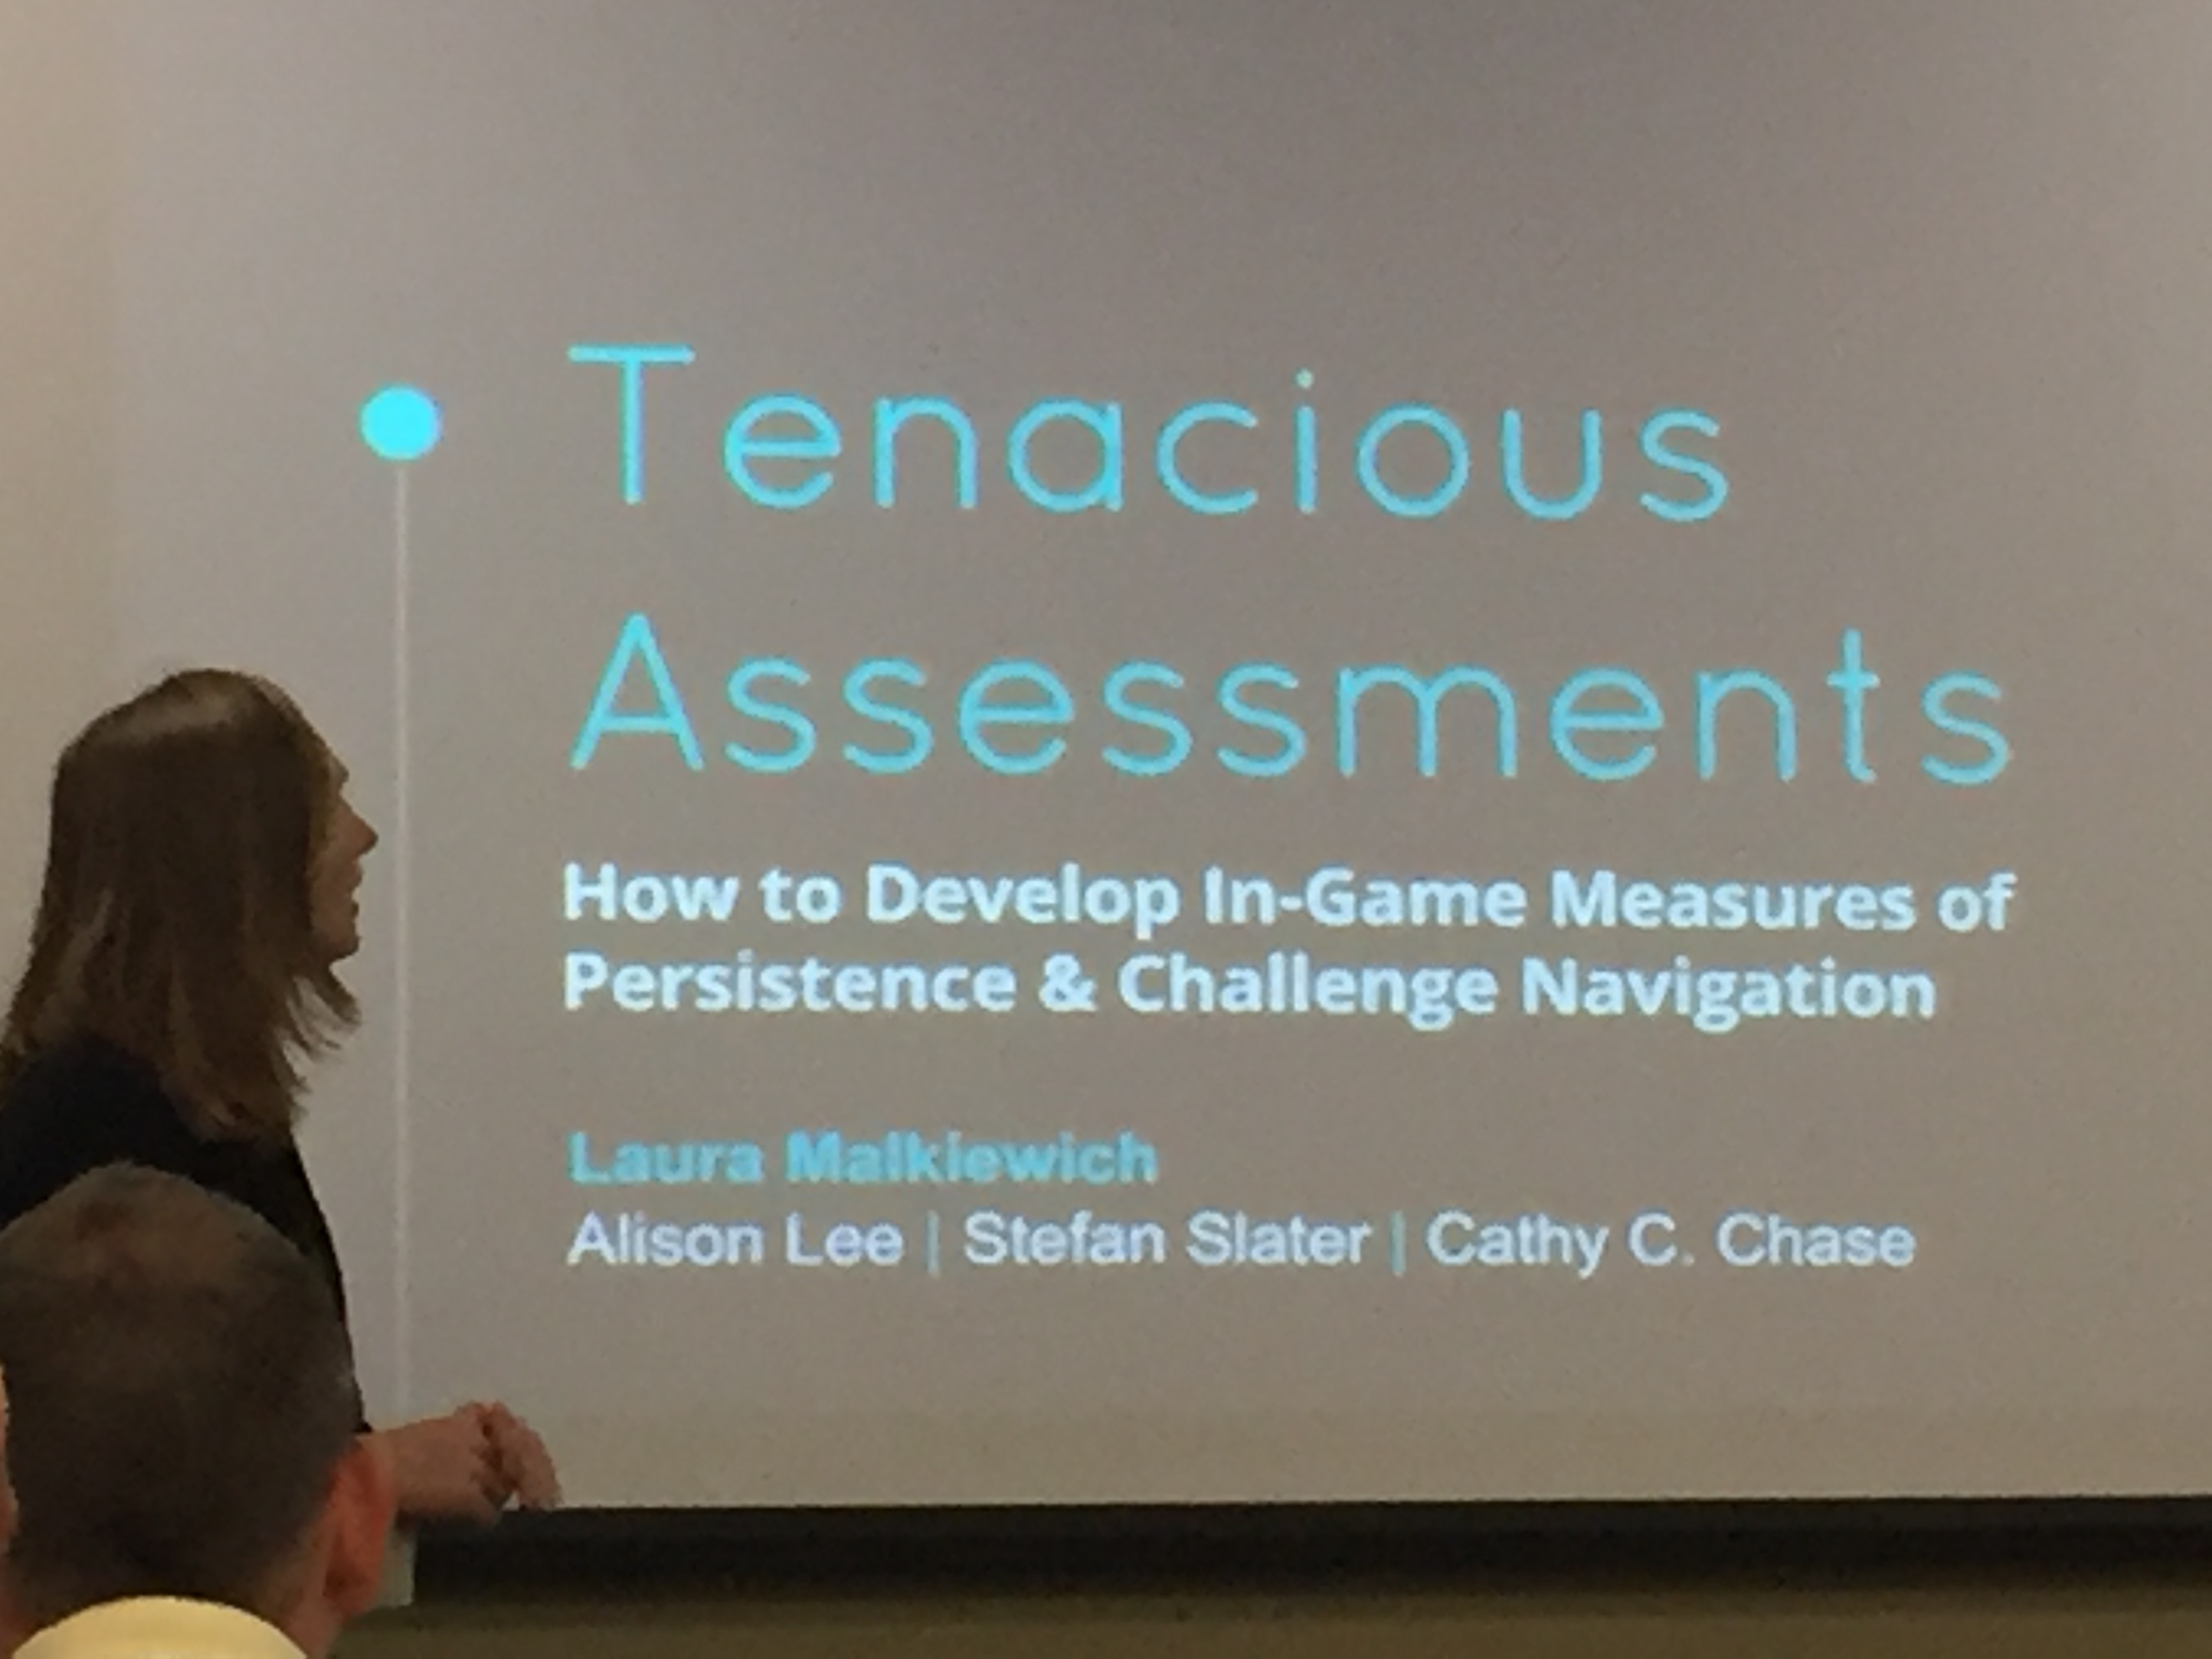 Tenacious
Assessments
How to Develop In-Game Measures of
Persistence & Challenge Navigation
Laura Malkiewich
Alison Lee | Stefan Slater | Cathy C. Chase